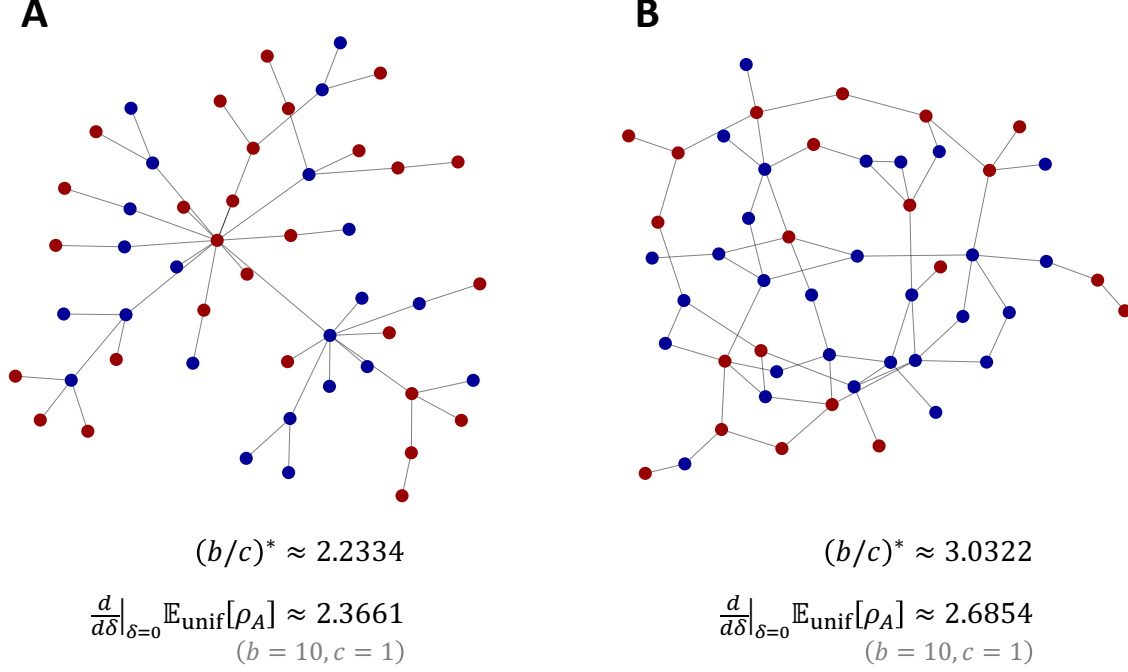 A
B
(b/c)* ≈ 2.2334
(b/c)* ≈ 3.0322
d/dδ|δ=0 𝔼unif[ρA] ≈ 2.3661
(b = 10, c = 1)
d/dδ|δ=0 𝔼unif[ρA] ≈ 2.6854
(b = 10, c = 1)